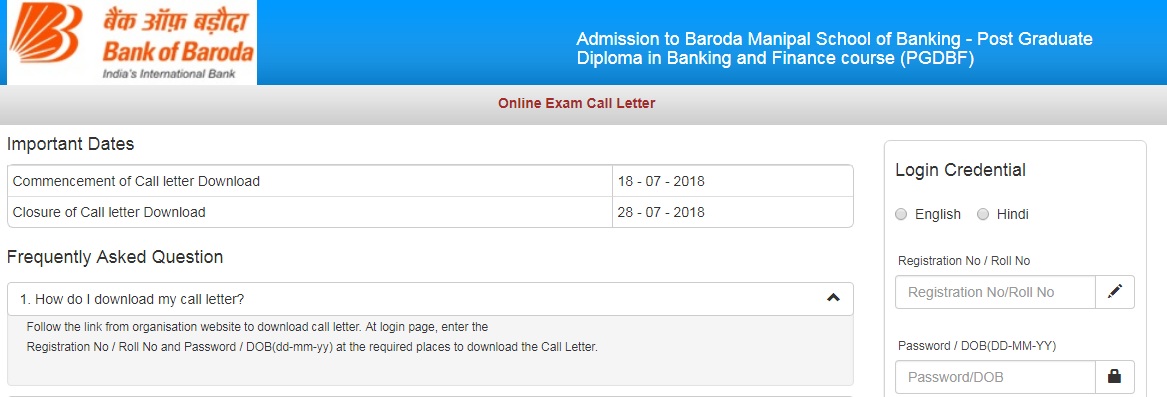 बैंक ऑफ़ बड़ौदा
Bank of Baroda
India's International Bank
Admission to Baroda Manipal School of Banking - Post Graduate
Diploma in Banking and Finance course (PGDBF)
Online Exam Call Letter
Important Dates
Commencement of Call letter Download 18 - 07 - 2018
Closure of Call letter Download 28 - 07 - 2018
Frequently Asked Question
1. How do I download my call letter?
Follow the link from organisation website to download call letter. At login page, enter the
Registration No / Roll No and Password / DOB(dd-mm-yy) at the required places to download the Call Letter.
Login Credential
English Hindi
Registration No / Roll No
Registration No/Roll No
Password / DOB(DD-MM-YY)
Password/DOB